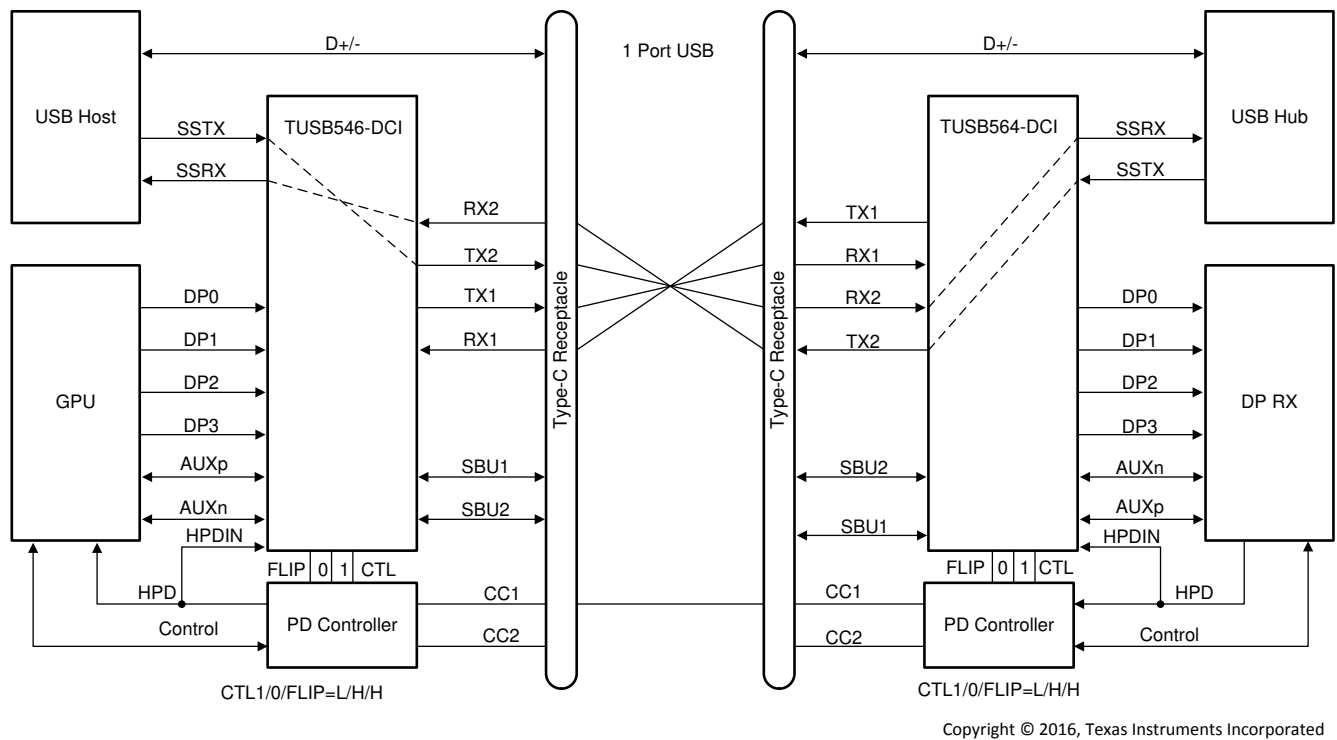 D+/-
1 Port USB
D+/-
USB Host
USB Hub
TUSB546-DCI
TUSB564-DCI
SSTX
SSRX
SSRX
SSTX
RX2
TX2
TX1
RX1
TX1
RX1
RX2
TX2
Type-C Receptacle
Type-C Receptacle
GPU
DP RX
DP0
DP1
DP2
DP3
AUXp
AUXn
HPDIN
DP0
DP1
DP2
DP3
AUXn
AUXp
HPDIN
SBU1
SBU2
SBU2
SBU1
FLIP 0 1 CTL
FLIP 0 1 CTL
HPD
Control
PD Controller
CC1
CC2
CC1
CC2
PD Controller
HPD
Control
CTL1/0/FLIP=L/H/H
CTL1/0/FLIP=L/H/H
Copyright © 2016, Texas Instruments Incorporated